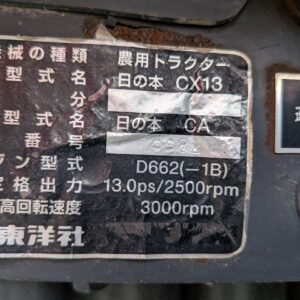 械の種類 農用トラクター
型式名 日の本 CX13
分
型式名 日の本 CA
番号
ジン型式 D662(-1B)
定格出力 13.0ps/2500rpm
高回転速度 3000rpm
東洋社